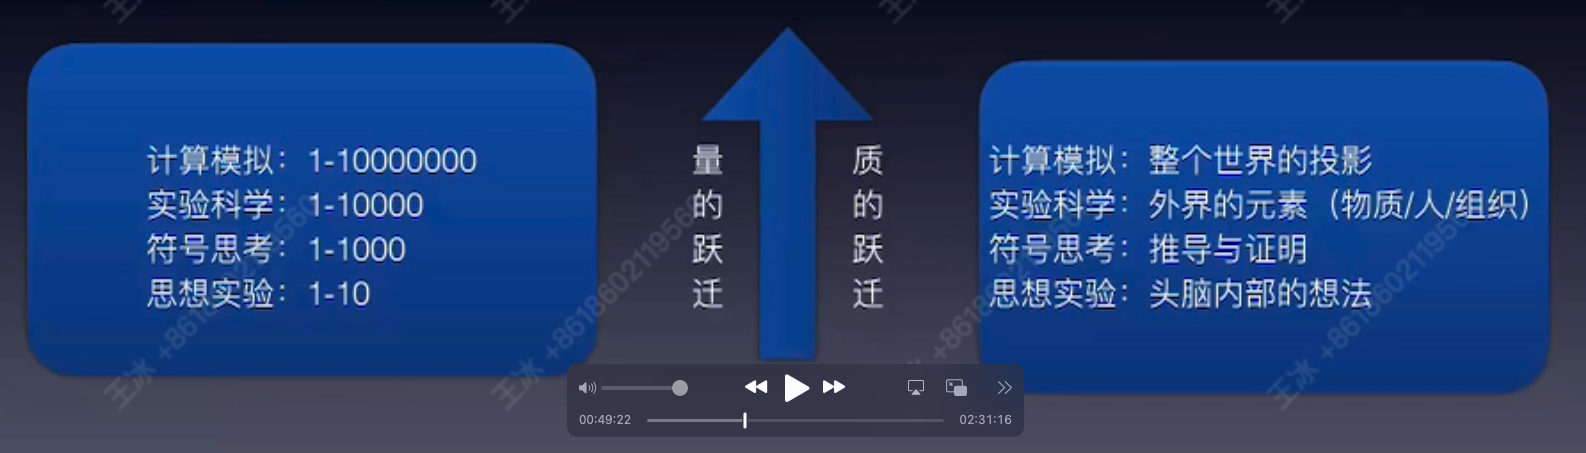 计算模拟：1-10000000
实验科学：1-10000
符号思考：1-1000
思想实验：1-10
量的跃迁
质的跃迁
计算模拟：整个世界的投影
实验科学：外界的元素（物质/人/组织）
符号思考：推导与证明
思想实验：头脑内部的想法
00:49:22
02:31:16